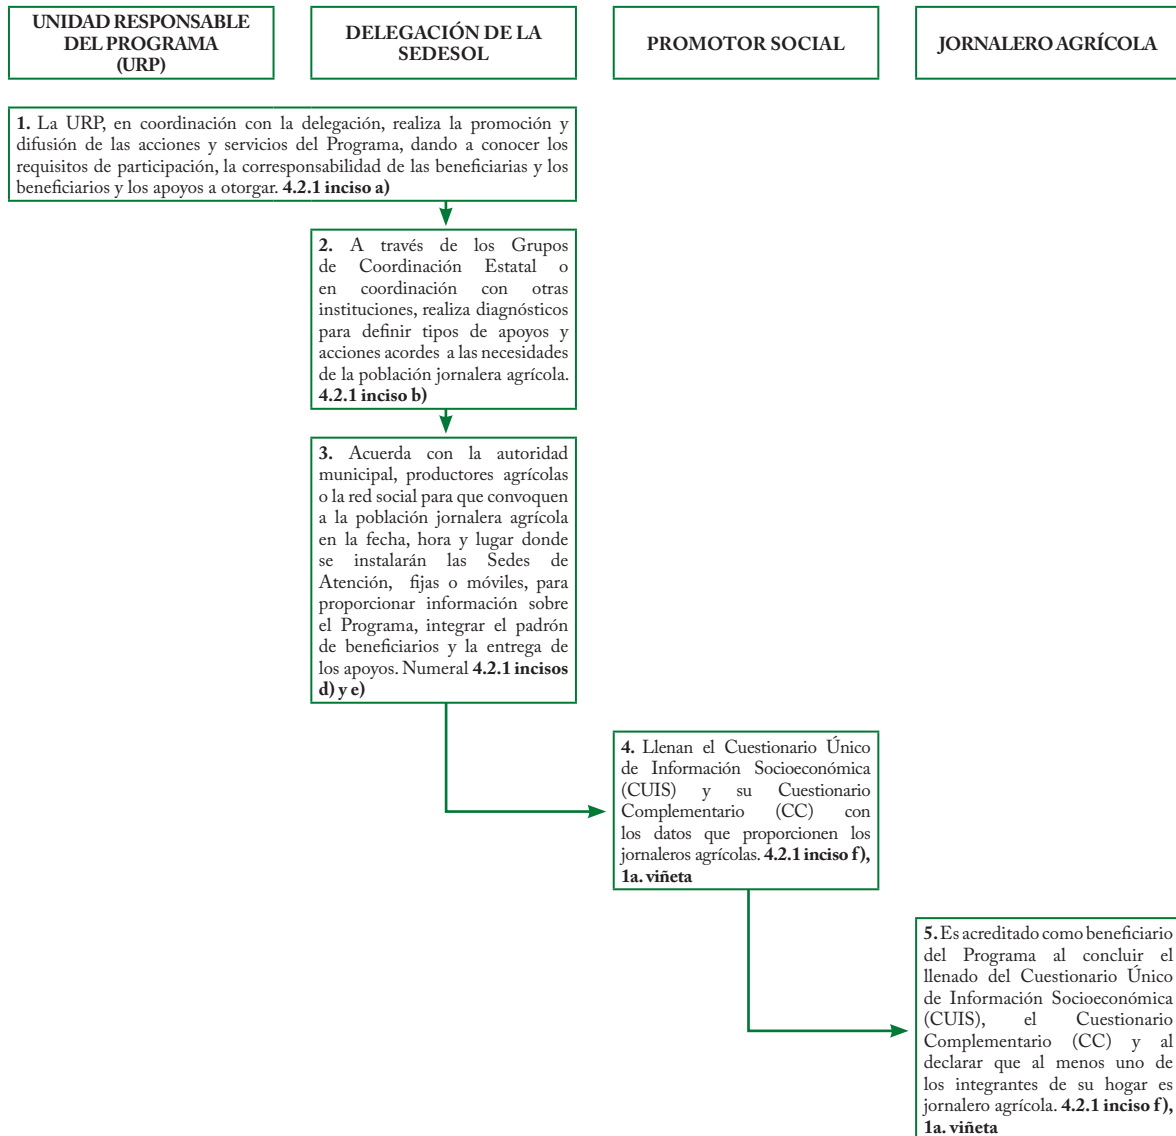 UNIDAD RESPONSABLE
DEL PROGRAMA
(URP)
DELEGACIÓN DE LA
SEDESOL
PROMOTOR SOCIAL
JORNALERO AGRÍCOLA
1. La URP, en coordinación con la delegación, realiza la promoción y
difusión de las acciones y servicios del Programa, dando a conocer los
requisitos de participación, la corresponsabilidad de las beneficiarias y los
beneficiarios y los apoyos a otorgar. 4.2.1 inciso a)
2. A través de los Grupos
de Coordinación Estatal o
en coordinación con otras
instituciones, realiza diagnósticos
para definir tipos de apoyos y
acciones acordes a las necesidades
de la población jornalera agrícola.
4.2.1 inciso b)
3. Acuerda con la autoridad
municipal, productores agrícolas
o la red social para que convoquen
a la población jornalera agrícola
en la fecha, hora y lugar donde
se instalarán las Sedes de
Atención, fijas o móviles, para
proporcionar información sobre
el Programa, integrar el padrón
de beneficiarios y la entrega de
los apoyos. Numeral 4.2.1 incisos
d) y e)
4. Llenan el Cuestionario Único
de Información Socioeconómica
(CUIS) y su Cuestionario
Complementario (CC) con
los datos que proporcionen los
jornaleros agrícolas. 4.2.1 inciso f),
1a. viñeta
5. Es acreditado como beneficiario
del Programa al concluir el
llenado del Cuestionario Único
de Información Socioeconómica
(CUIS), el Cuestionario
Complementario (CC) y al
declarar que al menos uno de
los integrantes de su hogar es
jornalero agrícola. 4.2.1 inciso f),
1a. viñeta